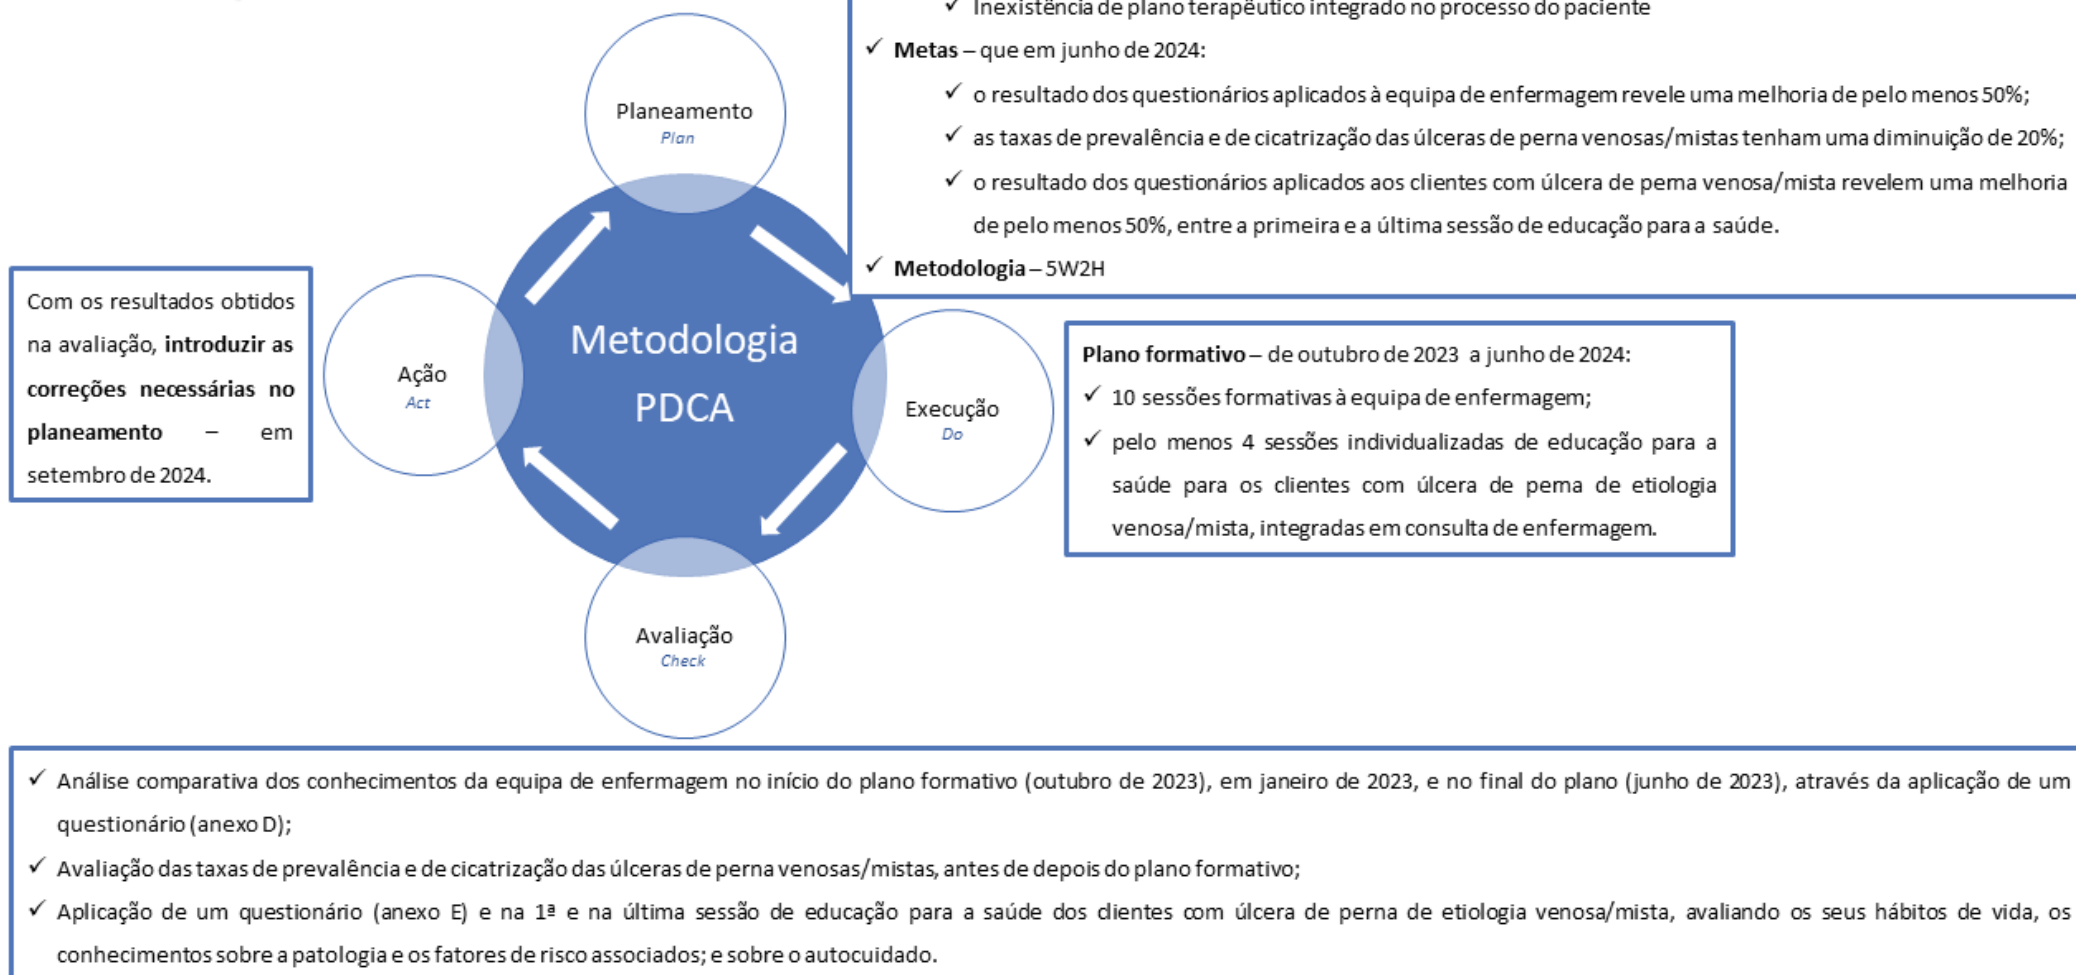 ✓ Inexistência de plano terapêutico integrado no processo do paciente
✓ Metas – que em junho de 2024:
✓ o resultado dos questionários aplicados à equipa de enfermagem revele uma melhoria de pelo menos 50%;
✓ as taxas de prevalência e de cicatrização das úlceras de perna venosas/mistas tenham uma diminuição de 20%;
✓ o resultado dos questionários aplicados aos clientes com úlcera de perna venosa/mista revelem uma melhoria
de pelo menos 50%, entre a primeira e a última sessão de educação para a saúde.
✓ Metodologia – 5W2H
Planeamento
Plan
Metodologia
PDCA
Com os resultados obtidos
na avaliação, introduzir as
correções necessárias no
planeamento – em
setembro de 2024.
Ação
Act
Execução
Do
Plano formativo – de outubro de 2023 a junho de 2024:
✓ 10 sessões formativas à equipa de enfermagem;
✓ pelo menos 4 sessões individualizadas de educação para a
saúde para os clientes com úlcera de perna de etiologia
venosa/mista, integradas em consulta de enfermagem.
Avaliação
Check
✓ Análise comparativa dos conhecimentos da equipa de enfermagem no início do plano formativo (outubro de 2023), em janeiro de 2023, e no final do plano (junho de 2023), através da aplicação de um
questionário (anexo D);
✓ Avaliação das taxas de prevalência e de cicatrização das úlceras de perna venosas/mistas, antes de depois do plano formativo;
✓ Aplicação de um questionário (anexo E) e na 1ª e na última sessão de educação para a saúde dos clientes com úlcera de perna de etiologia venosa/mista, avaliando os seus hábitos de vida, os
conhecimentos sobre a patologia e os fatores de risco associados; e sobre o autocuidado.